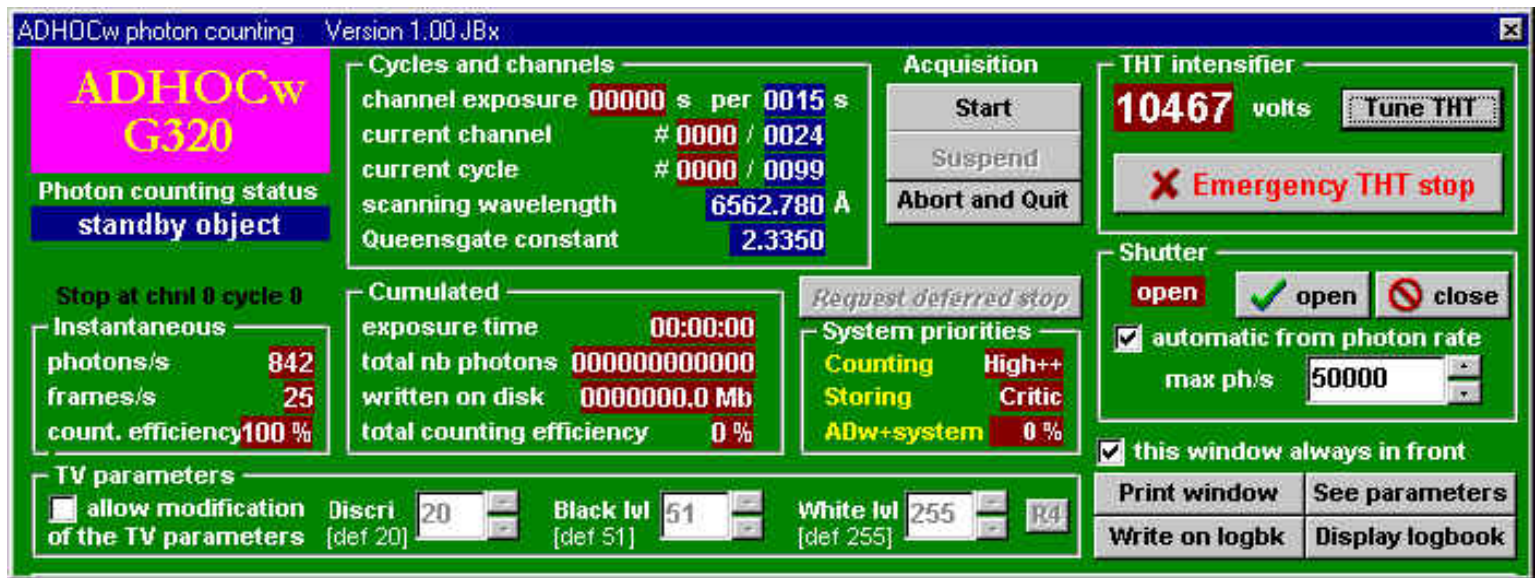 ADHOCw photon counting Version 1.00 JBx
ADHOCw
G320
Photon counting status
standby object
Cycles and channels
channel exposure 00000 s per 0015 s
current channel # 0000 / 0024
current cycle # 0000 / 0099
scanning wavelength 6562.780 Å
Queensgate constant 2.3350
Acquisition
Start
Suspend
Abort and Quit
THT intensifier
10467 volts Tune THT
Emergency THT stop
Shutter
open open close
automatic from photon rate
max ph/s 50000
Stop at chnl 0 cycle 0
Instantaneous
photons/s 842
frames/s 25
count. efficiency 100 %
Cumulated
exposure time 00:00:00
total nb photons 000000000000
written on disk 0000000.0 Mb
total counting efficiency 0 %
Request deferred stop
System priorities
Counting High++
Storing Critic
ADw+system 0 %
this window always in front
TV parameters
allow modification
of the TV parameters
Discri 20
[def 20]
Black lvl 51
[def 51]
White lvl 255 R4
[def 255]
Print window See parameters
Write on logbk Display logbook